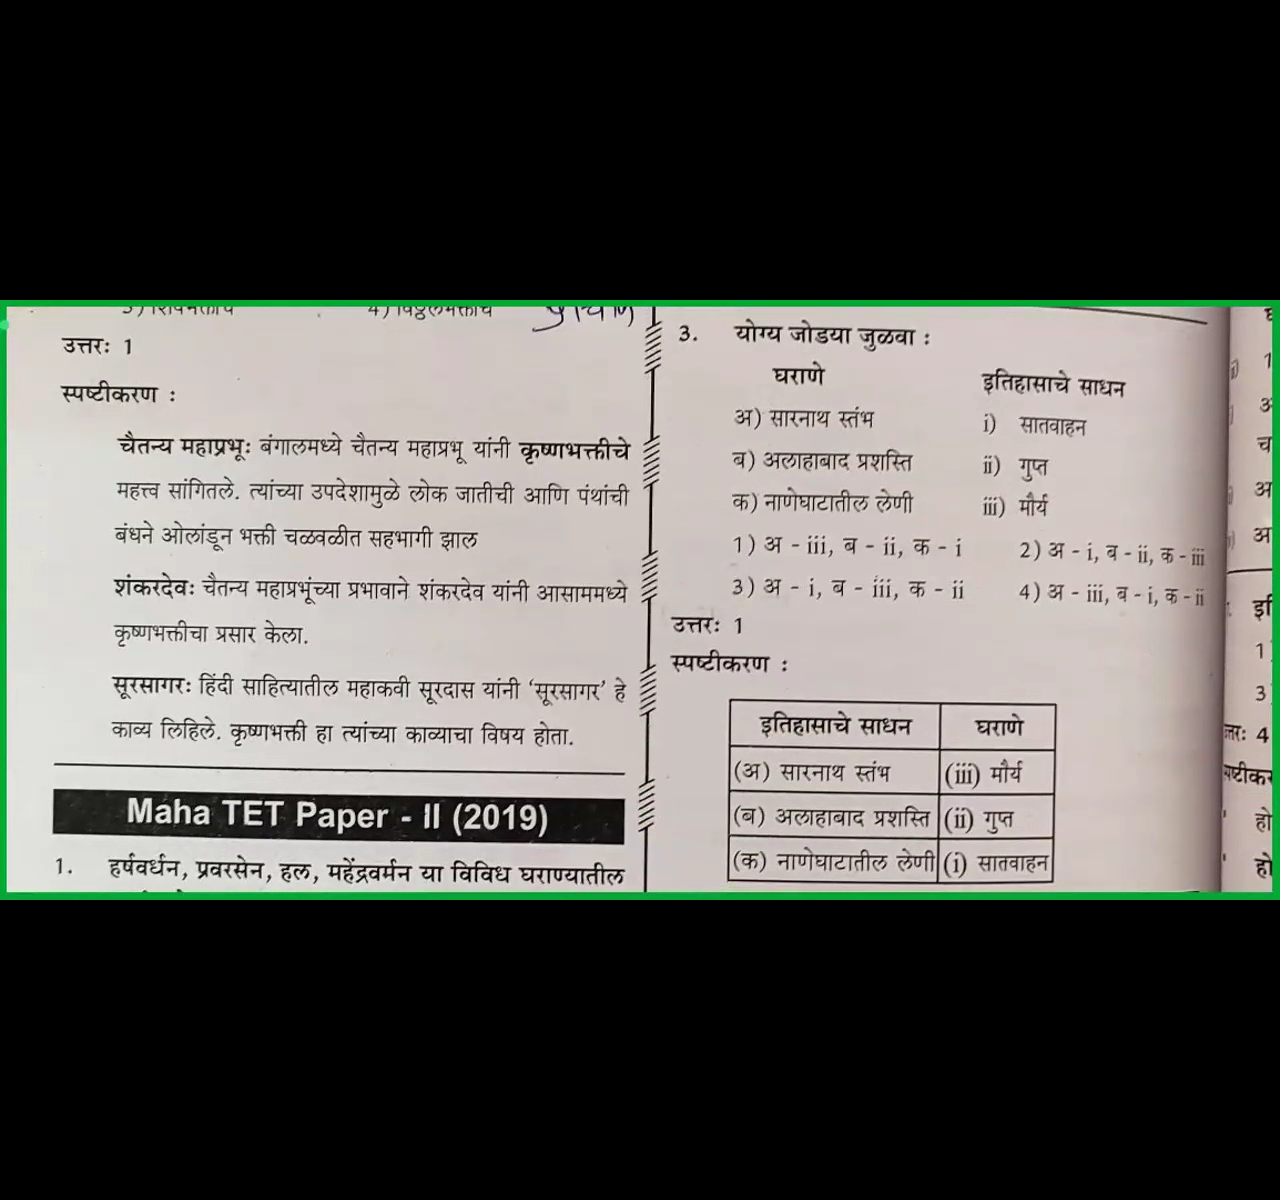 उत्तरः 1
स्पष्टीकरण :
चैतन्य महाप्रभूः बंगालमध्ये चैतन्य महाप्रभू यांनी कृष्णभक्तीचे
महत्त्व सांगितले. त्यांच्या उपदेशामुळे लोक जातीची आणि पंथांची
बंधने ओलांडून भक्ती चळवळीत सहभागी झाल
शंकरदेवः चैतन्य महाप्रभूंच्या प्रभावाने शंकरदेव यांनी आसाममध्ये
कृष्णभक्तीचा प्रसार केला.
सूरसागरः हिंदी साहित्यातील महाकवी सूरदास यांनी 'सूरसागर' हे
काव्य लिहिले. कृष्णभक्ती हा त्यांच्या काव्याचा विषय होता.
Maha TET Paper - II (2019)
1. हर्षवर्धन, प्रवरसेन, हल, महेंद्रवर्मन या विविध घराण्यातील
3. योग्य जोडया जुळवा :
घराणे इतिहासाचे साधन
अ) सारनाथ स्तंभ i) सातवाहन
ब) अलाहाबाद प्रशस्ति ii) गुप्त
क) नाणेघाटातील लेणी iii) मौर्य
1) अ - iii, ब - ii, क - i 2) अ - i, ब - ii, क - iii
3) अ - i, ब - iii, क - ii 4) अ - iii, ब - i, क - ii
उत्तरः 1
स्पष्टीकरण :
इतिहासाचे साधन घराणे
(अ) सारनाथ स्तंभ (iii) मौर्य
(ब) अलाहाबाद प्रशस्ति (ii) गुप्त
(क) नाणेघाटातील लेणी (i) सातवाहन